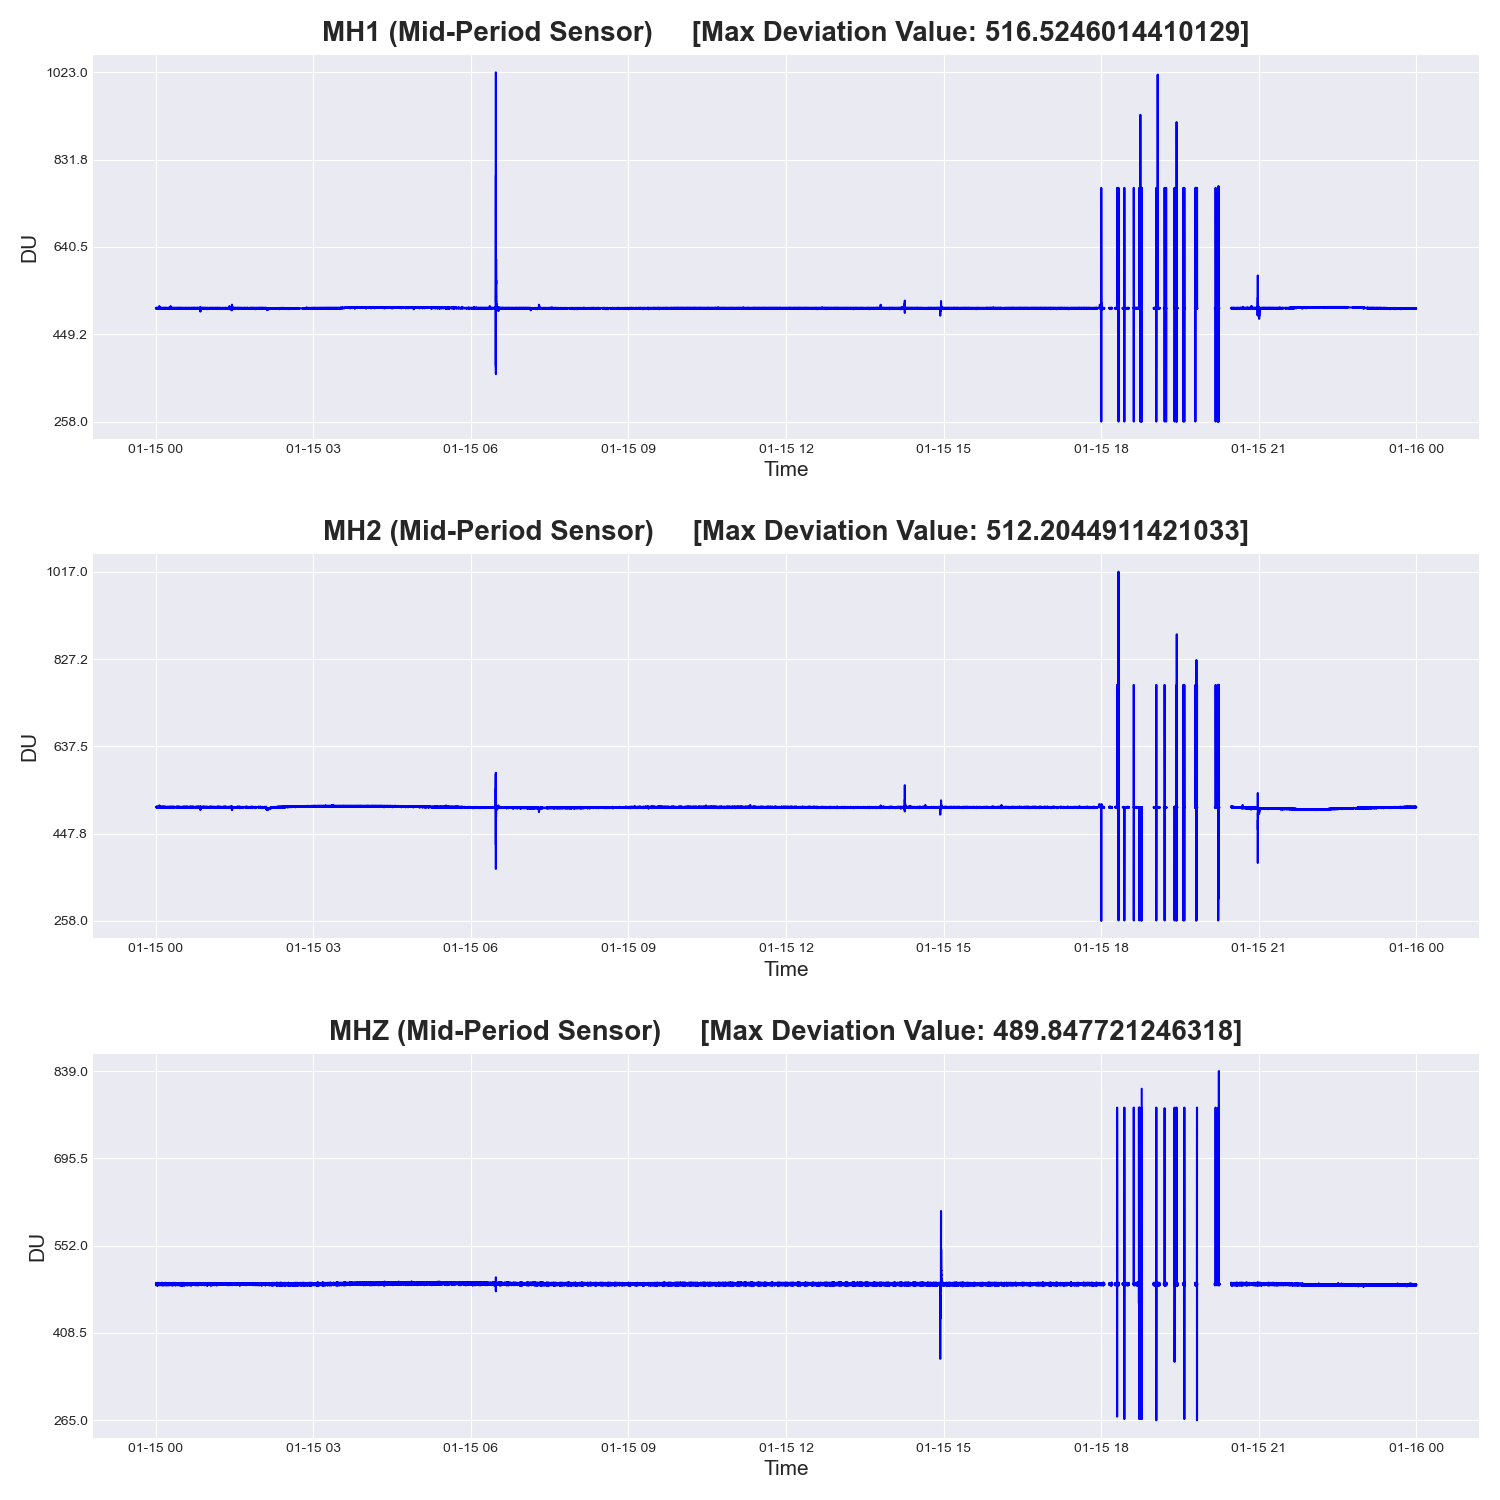 MH1 (Mid-Period Sensor) [Max Deviation Value: 516.5246014410129]
1023.0
831.8
640.5
449.2
258.0
DU
01-15 00 01-15 03 01-15 06 01-15 09 01-15 12 01-15 15 01-15 18 01-15 21 01-16 00
Time
MH2 (Mid-Period Sensor) [Max Deviation Value: 512.2044911421033]
1017.0
827.2
637.5
447.8
258.0
DU
01-15 00 01-15 03 01-15 06 01-15 09 01-15 12 01-15 15 01-15 18 01-15 21 01-16 00
Time
MHZ (Mid-Period Sensor) [Max Deviation Value: 489.847721246318]
839.0
695.5
552.0
408.5
265.0
DU
01-15 00 01-15 03 01-15 06 01-15 09 01-15 12 01-15 15 01-15 18 01-15 21 01-16 00
Time